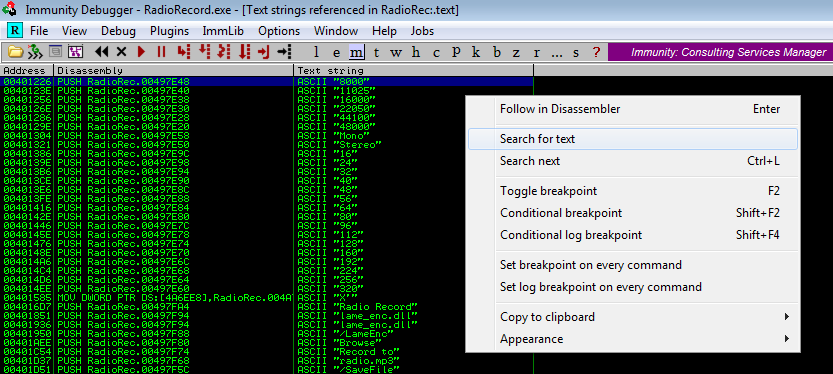 Immunity Debugger - RadioRecord.exe - [Text strings referenced in RadioRec:.text]
R File View Debug Plugins ImmLib Options Window Help Jobs
l e m t w h c p k b z r ... s ? Immunity: Consulting Services Manager
Address Disassembly Text string
00401226 PUSH RadioRec.00497E48 ASCII "8000"
0040123E PUSH RadioRec.00497E40 ASCII "11025"
00401256 PUSH RadioRec.00497E38 ASCII "16000"
0040126E PUSH RadioRec.00497E30 ASCII "22050"
00401286 PUSH RadioRec.00497E28 ASCII "44100"
0040129E PUSH RadioRec.00497E20 ASCII "48000"
00401304 PUSH RadioRec.00497E58 ASCII "Mono"
00401321 PUSH RadioRec.00497E50 ASCII "Stereo"
00401386 PUSH RadioRec.00497E9C ASCII "16"
0040139E PUSH RadioRec.00497E98 ASCII "24"
004013B6 PUSH RadioRec.00497E94 ASCII "32"
004013CE PUSH RadioRec.00497E90 ASCII "40"
004013E6 PUSH RadioRec.00497E8C ASCII "48"
004013FE PUSH RadioRec.00497E88 ASCII "56"
00401416 PUSH RadioRec.00497E84 ASCII "64"
0040142E PUSH RadioRec.00497E80 ASCII "80"
00401446 PUSH RadioRec.00497E7C ASCII "96"
0040145E PUSH RadioRec.00497E78 ASCII "112"
00401476 PUSH RadioRec.00497E74 ASCII "128"
0040148E PUSH RadioRec.00497E70 ASCII "160"
004014A6 PUSH RadioRec.00497E6C ASCII "192"
PUSH RadioRec.00497E68 ASCII "224"
004014D6 PUSH RadioRec.00497E64 ASCII "256"
004014EE PUSH RadioRec.00497E60 ASCII "320"
00401585 MOV DWORD PTR DS:[4A6EE8],RadioRec.004A ASCII "X""
004016D7 PUSH RadioRec.00497FA4 ASCII "Radio Record"
00401851 PUSH RadioRec.00497F94 ASCII "lame_enc.dll"
00401936 PUSH RadioRec.00497F94 ASCII "lame_enc.dll"
00401950 PUSH RadioRec.00497F88 ASCII "/LameEnc"
00401AEE PUSH RadioRec.00497F80 ASCII "Browse"
00401C54 PUSH RadioRec.00497F74 ASCII "Record to"
00401D37 PUSH RadioRec.00497F68 ASCII "radio.mp3"
00401D51 PUSH RadioRec.00497F5C ASCII "/SaveFile"
Follow in Disassembler Enter
Search for text
Search next Ctrl+L
Toggle breakpoint F2
Conditional breakpoint Shift+F2
Conditional log breakpoint Shift+F4
Set breakpoint on every command
Set log breakpoint on every command
Copy to clipboard
Appearance